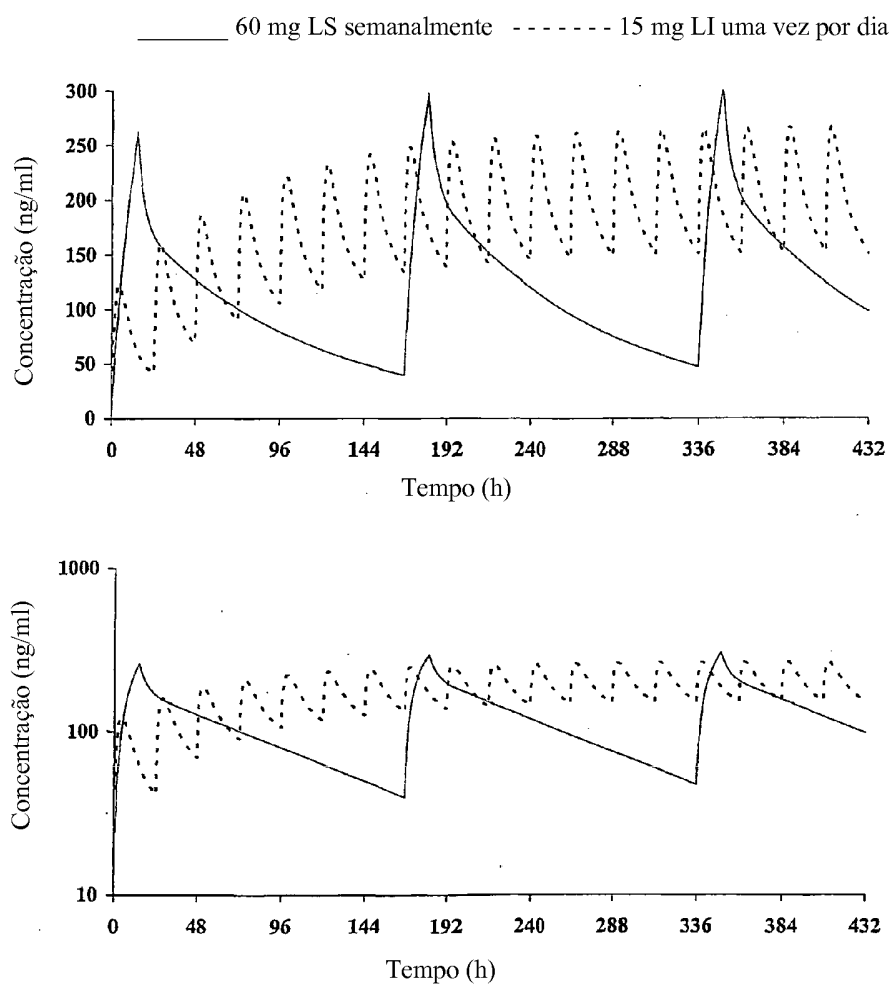 60 mg LS semanalmente 15 mg LI uma vez por dia
Concentração (ng/ml)
300
250
200
150
100
50
0
0 48 96 144 192 240 288 336 384 432
Tempo (h)
Concentração (ng/ml)
1000
100
10
0 48 96 144 192 240 288 336 384 432
Tempo (h)